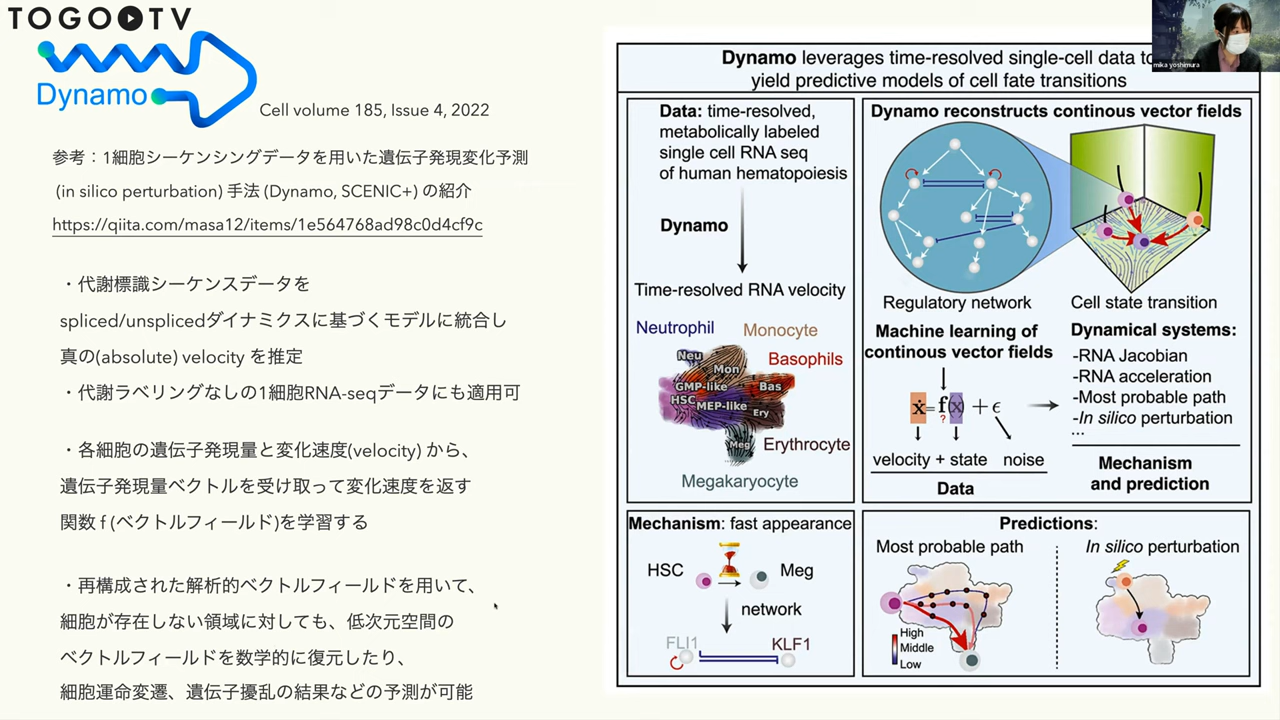 TOGO TV
Dynamo
Cell volume 185, Issue 4, 2022
参考：1細胞シーケンシングデータを用いた遺伝子発現変化予測
(in silico perturbation) 手法 (Dynamo, SCENIC+) の紹介
https://qiita.com/masa12/items/1e564768ad98c0d4cf9c
・代謝標識シーケンスデータを
spliced/unsplicedダイナミクスに基づくモデルに統合し
真の(absolute) velocity を推定
・代謝ラベリングなしの1細胞RNA-seqデータにも適用可
・各細胞の遺伝子発現量と変化速度(velocity) から、
遺伝子発現量ベクトルを受け取って変化速度を返す
関数 f (ベクトルフィールド)を学習する
・再構成された解析的ベクトルフィールドを用いて、
細胞が存在しない領域に対しても、低次元空間の
ベクトルフィールドを数学的に復元したり、
細胞運命変遷、遺伝子擾乱の結果などの予測が可能
mika yoshimura
Dynamo leverages time-resolved single-cell data to
yield predictive models of cell fate transitions
Data: time-resolved,
metabolically labeled
single cell RNA seq
of human hematopoiesis
Dynamo
Time-resolved RNA velocity
Neutrophil
Monocyte
Basophils
Neu
Mon
GMP-like
Bas
HSC
MEP-like
Ery
Meg
Erythrocyte
Megakaryocyte
Dynamo reconstructs continous vector fields
Regulatory network
Cell state transition
Machine learning of
continous vector fields
ẋ=f(x) + ϵ
?
velocity + state noise
Data
Dynamical systems:
-RNA Jacobian
-RNA acceleration
-Most probable path
-In silico perturbation
...
Mechanism
and prediction
Mechanism: fast appearance
HSC
Meg
network
FLI1
KLF1
Predictions:
Most probable path
In silico perturbation
High
Middle
Low